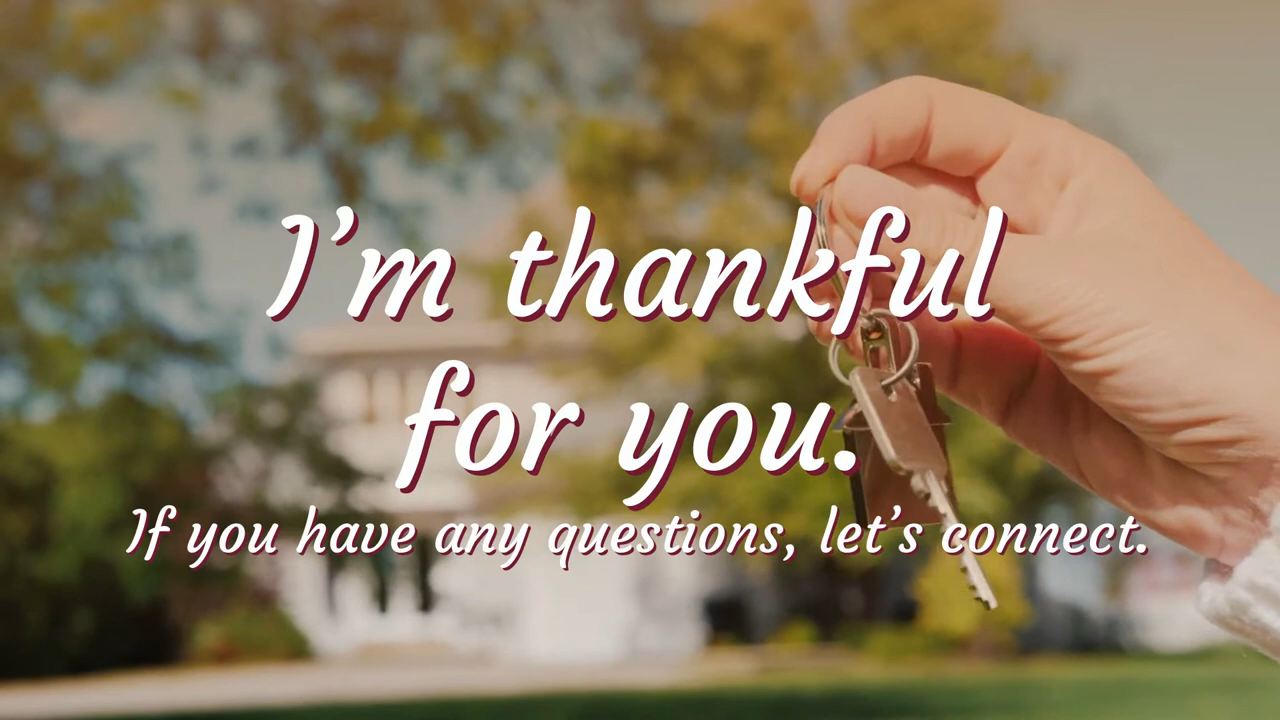 I’m thankful
for you.
If you have any questions, let’s connect.